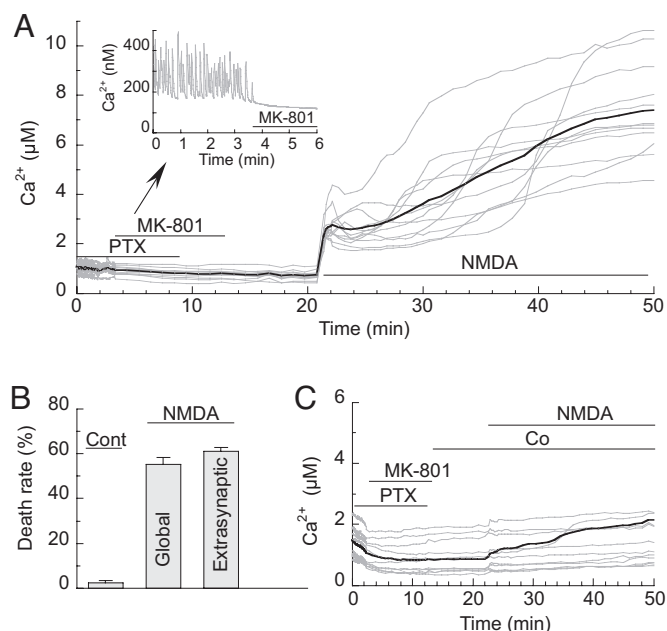 A
Ca2+ (nM)
400
200
0
MK-801
0 1 2 3 4 5 6
Time (min)
Ca2+ (µM)
10
8
6
4
2
0
MK-801
PTX
NMDA
0 10 20 30 40 50
Time (min)
B
Death rate (%)
80
60
40
20
0
Cont
NMDA
Global
Extrasynaptic
C
Ca2+ (µM)
6
4
2
0
NMDA
Co
MK-801
PTX
0 10 20 30 40 50
Time (min)